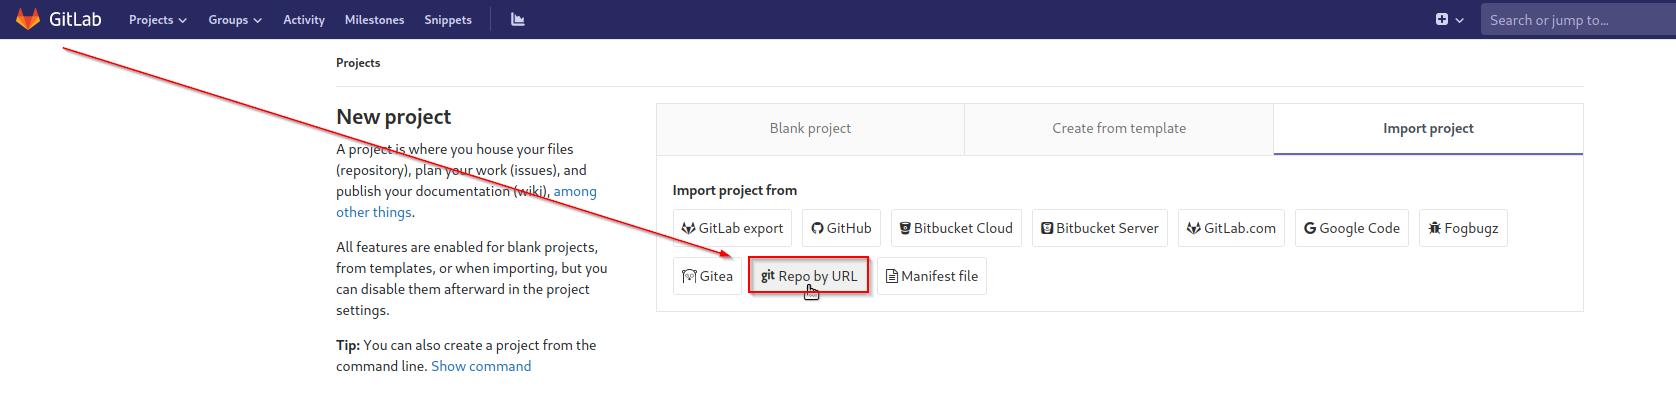 GitLab Projects Groups Activity Milestones Snippets Search or jump to...
Projects
New project
A project is where you house your files
(repository), plan your work (issues), and
publish your documentation (wiki), among
other things.
All features are enabled for blank projects,
from templates, or when importing, but you
can disable them afterward in the project
settings.
Tip: You can also create a project from the
command line. Show command
Blank project Create from template Import project
Import project from
GitLab export GitHub Bitbucket Cloud Bitbucket Server GitLab.com Google Code Fogbugz
Gitea git Repo by URL Manifest file